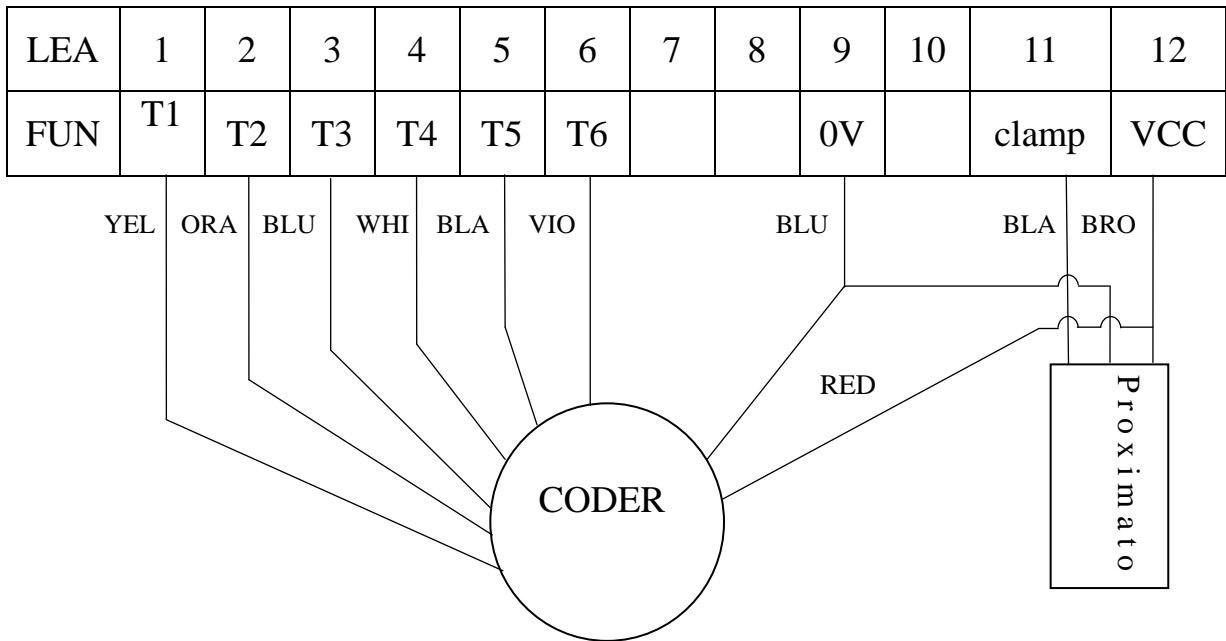 LEA 1 2 3 4 5 6 7 8 9 10 11 12
FUN T1 T2 T3 T4 T5 T6 0V clamp VCC
YEL ORA BLU WHI BLA VIO BLU BLA BRO
RED
CODER
Proximato